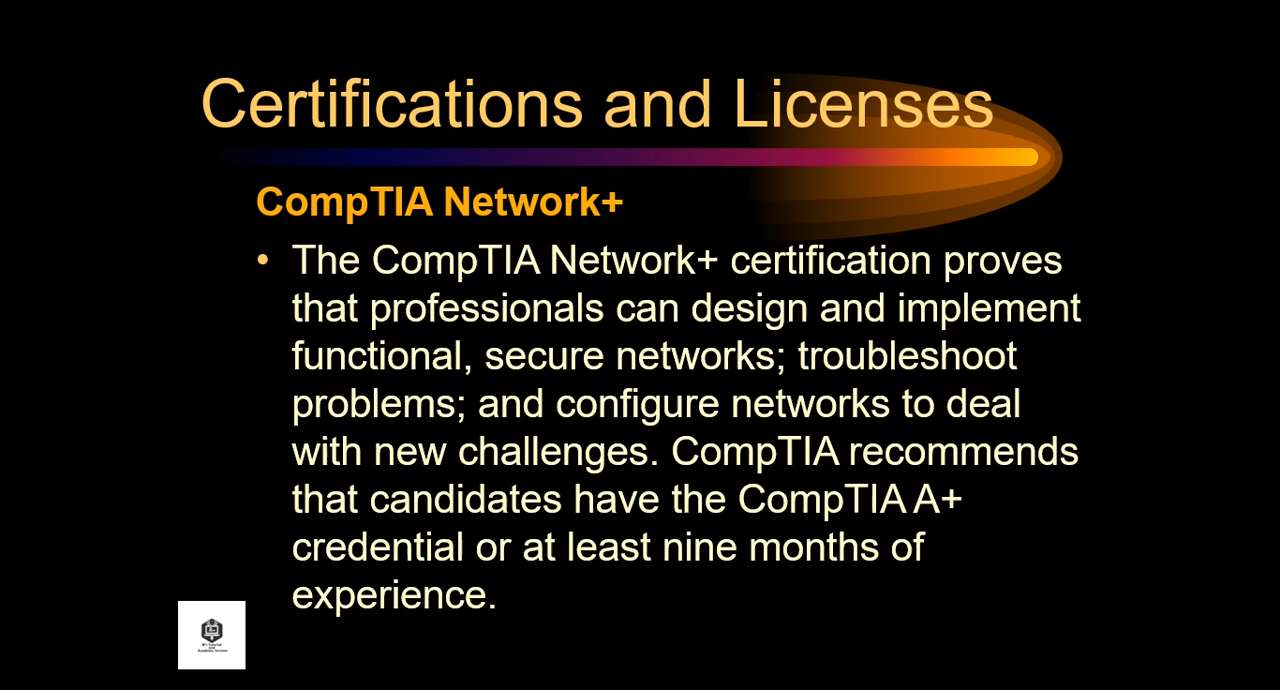 Certifications and Licenses
CompTIA Network+
• The CompTIA Network+ certification proves
that professionals can design and implement
functional, secure networks; troubleshoot
problems; and configure networks to deal
with new challenges. CompTIA recommends
that candidates have the CompTIA A+
credential or at least nine months of
experience.